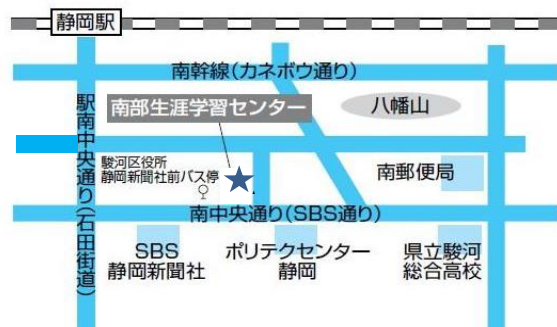 静岡駅
南幹線(カネボウ通り)
南部生涯学習センター
八幡山
駅南中央通り(石田街道)
駿河区役所
静岡新聞社前バス停
南郵便局
南中央通り(SBS通り)
SBS
静岡新聞社
ポリテクセンター
静岡
県立駿河
総合高校